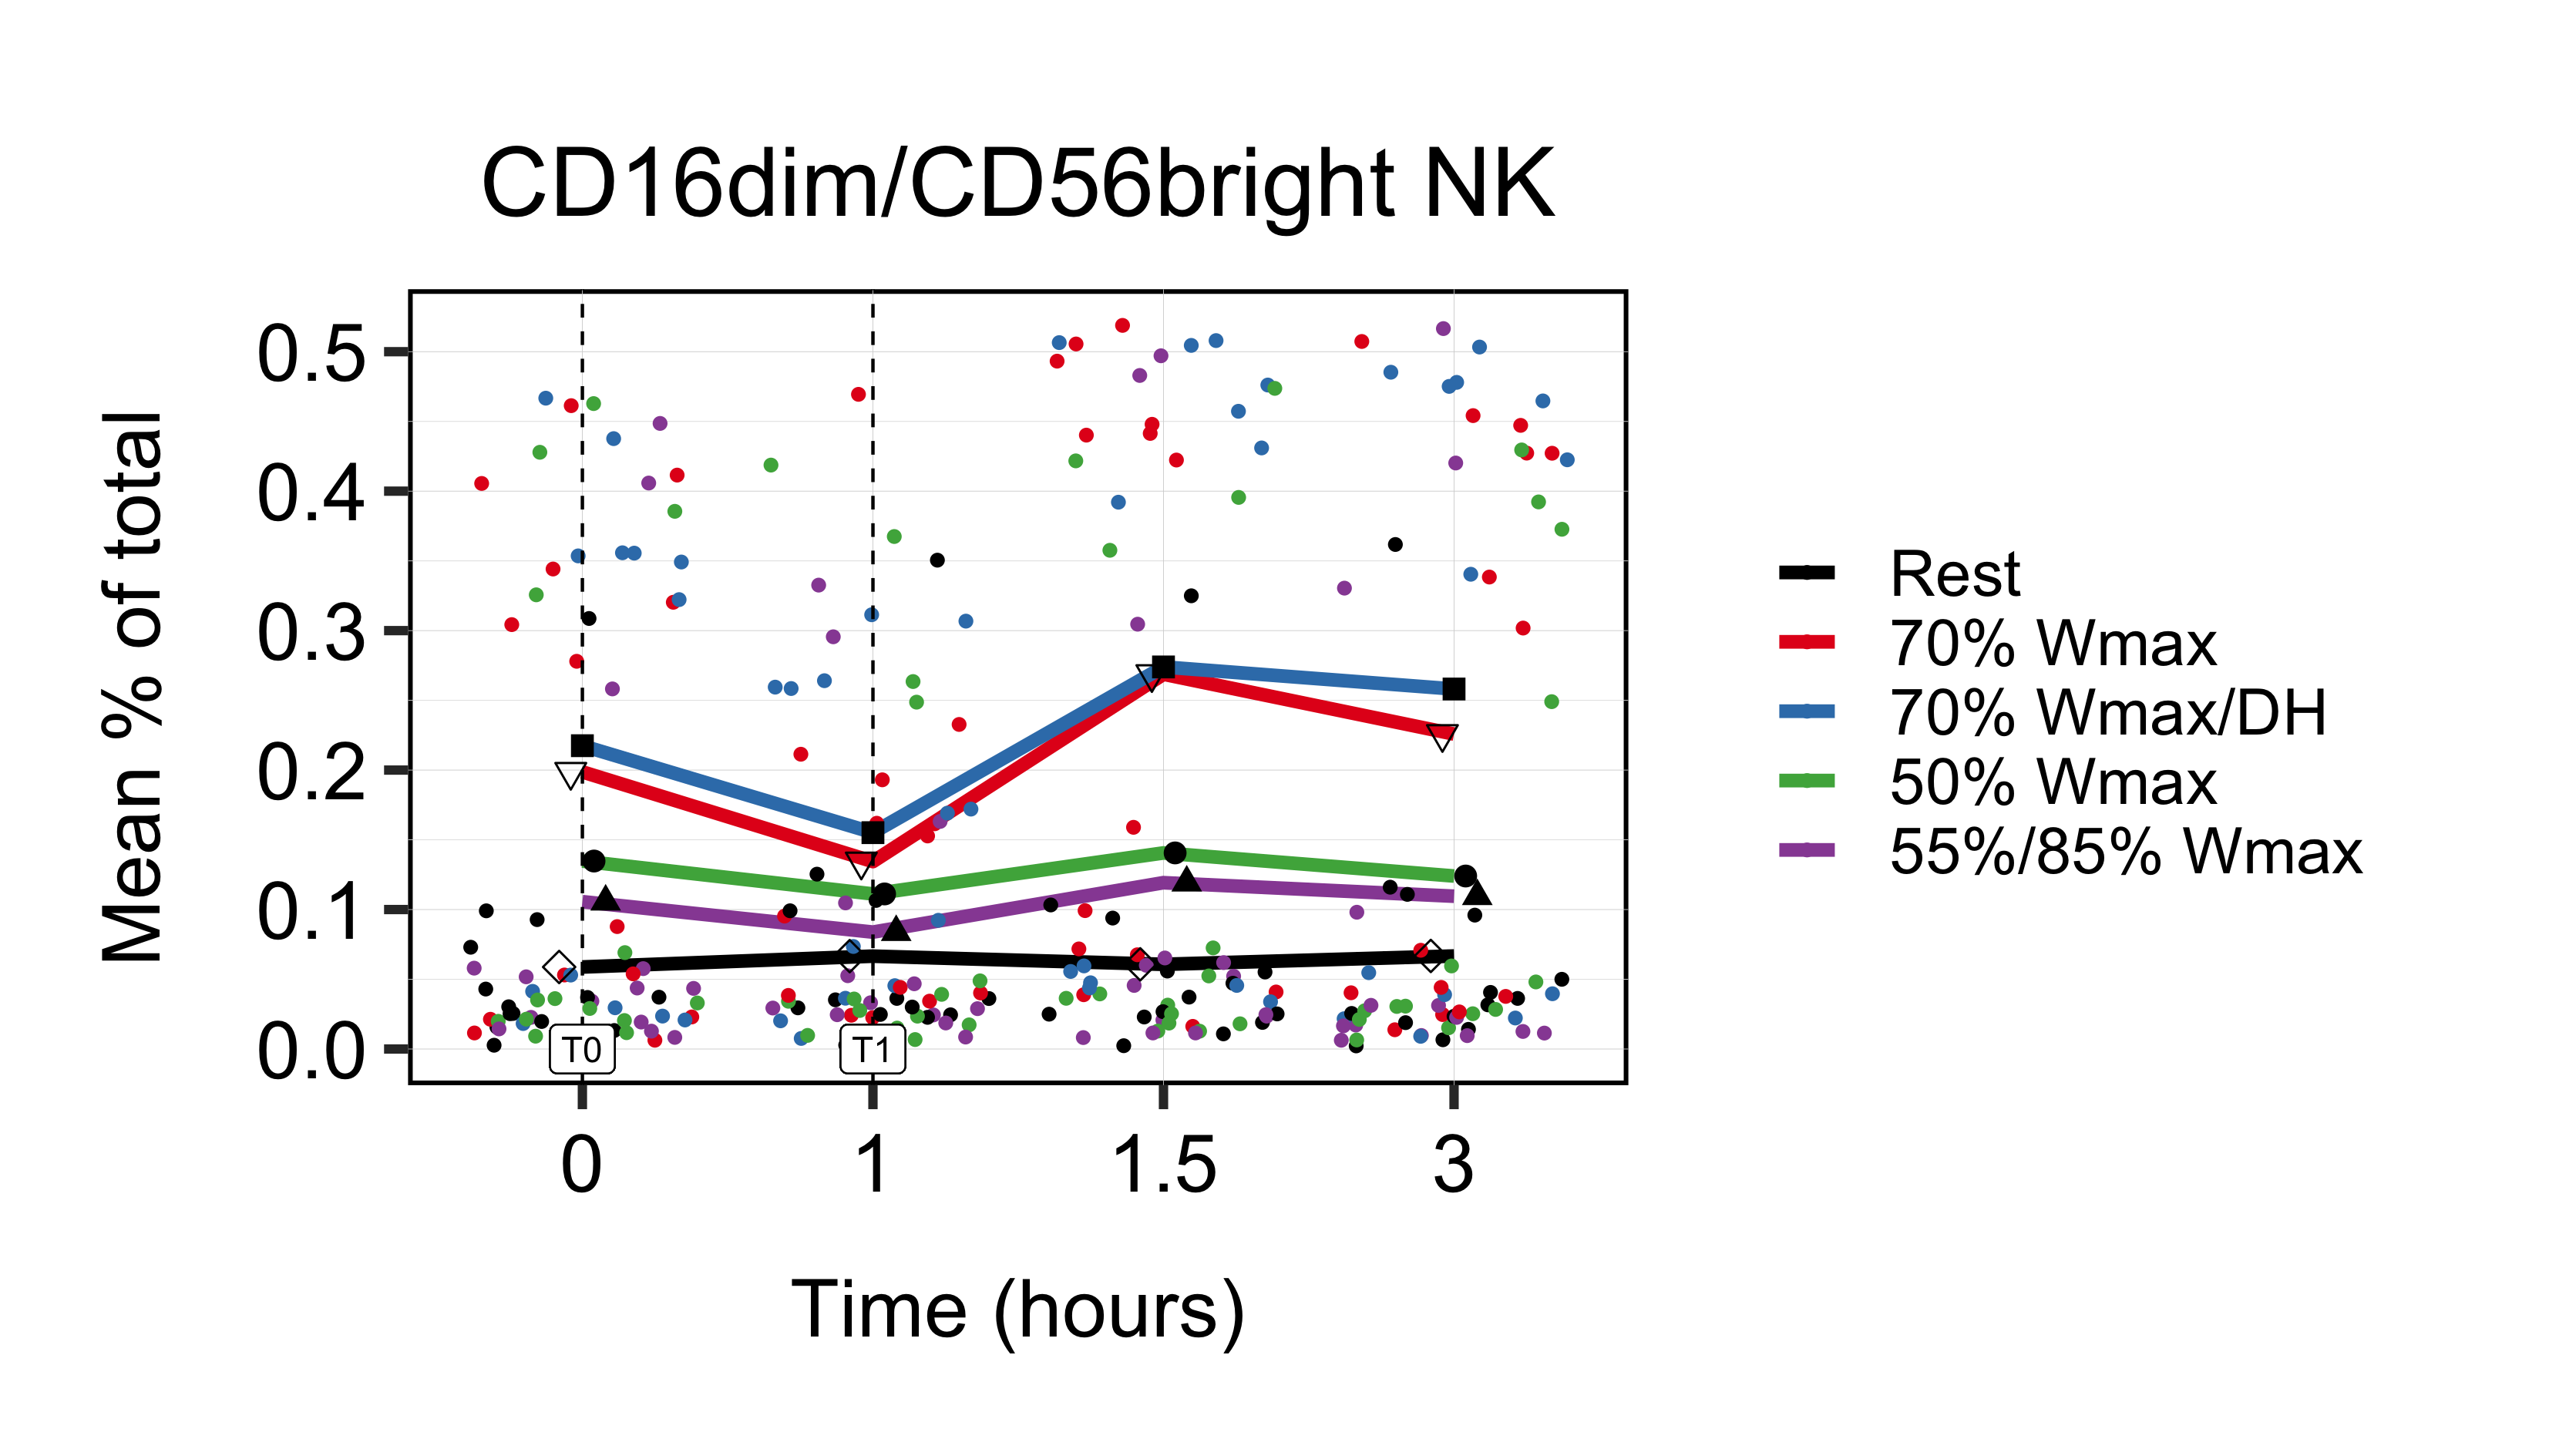 CD16dim/CD56bright NK
Mean % of total
0.5
0.4
0.3
0.2
0.1
0.0
T0
T1
0
1
1.5
3
Time (hours)
Rest
70% Wmax
70% Wmax/DH
50% Wmax
55%/85% Wmax